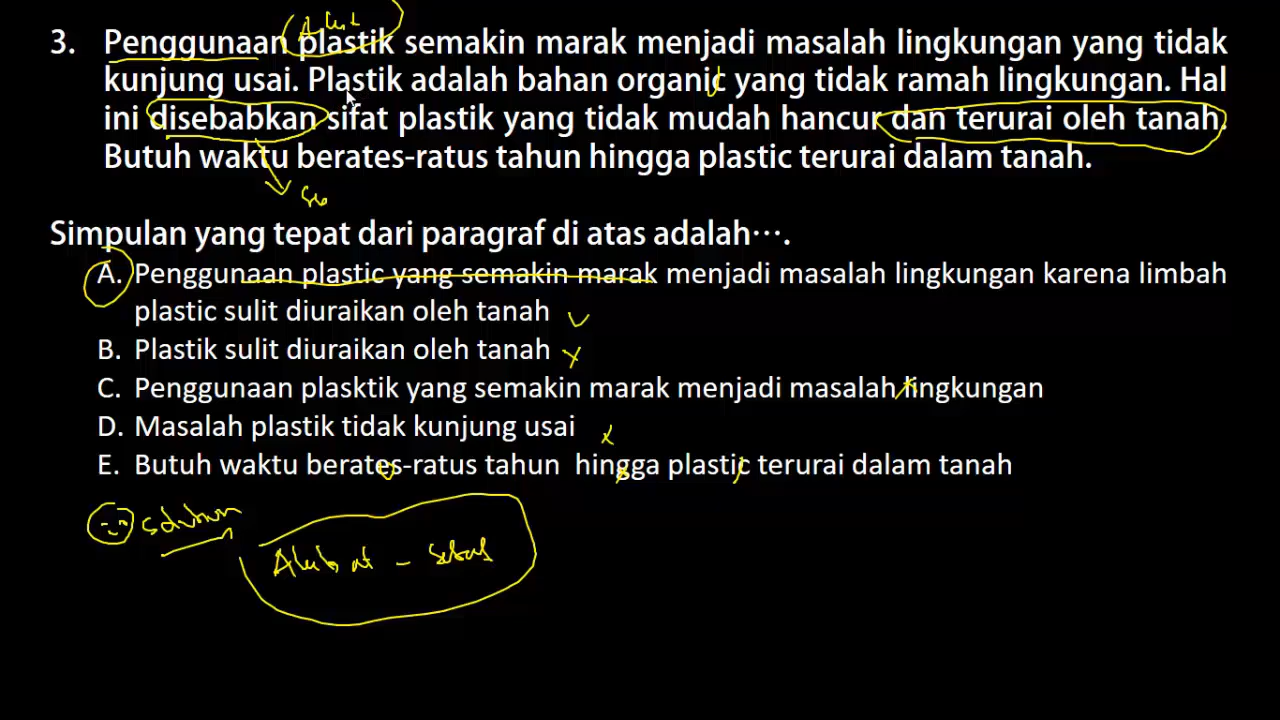 3. Penggunaan plastik semakin marak menjadi masalah lingkungan yang tidak
kunjung usai. Plastik adalah bahan organic yang tidak ramah lingkungan. Hal
ini disebabkan sifat plastik yang tidak mudah hancur dan terurai oleh tanah.
Butuh waktu berates-ratus tahun hingga plastic terurai dalam tanah.
Simpulan yang tepat dari paragraf di atas adalah….
A. Penggunaan plastic yang semakin marak menjadi masalah lingkungan karena limbah
plastic sulit diuraikan oleh tanah
B. Plastik sulit diuraikan oleh tanah
C. Penggunaan plasktik yang semakin marak menjadi masalah lingkungan
D. Masalah plastik tidak kunjung usai
E. Butuh waktu berates-ratus tahun hingga plastic terurai dalam tanah
Akibat - sebab